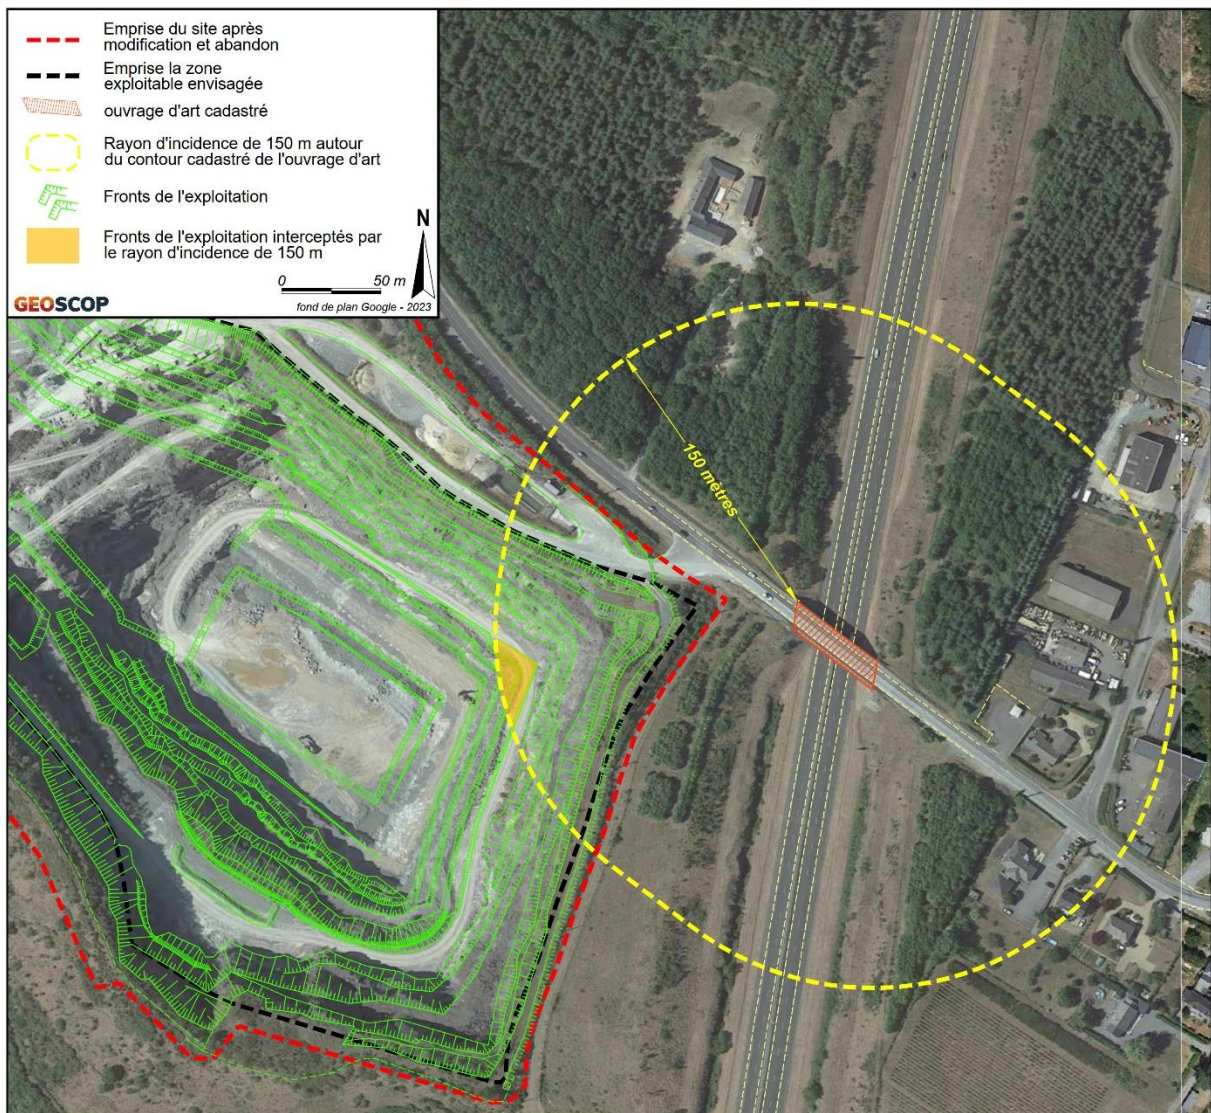 Emprise du site après
modification et abandon
Emprise la zone
exploitable envisagée
ouvrage d'art cadastré
Rayon d'incidence de 150 m autour
du contour cadastré de l'ouvrage d'art
Fronts de l'exploitation
Fronts de l'exploitation interceptés par
le rayon d'incidence de 150 m
N
0 50 m
GEOSCOP
fond de plan Google - 2023
150 mètres